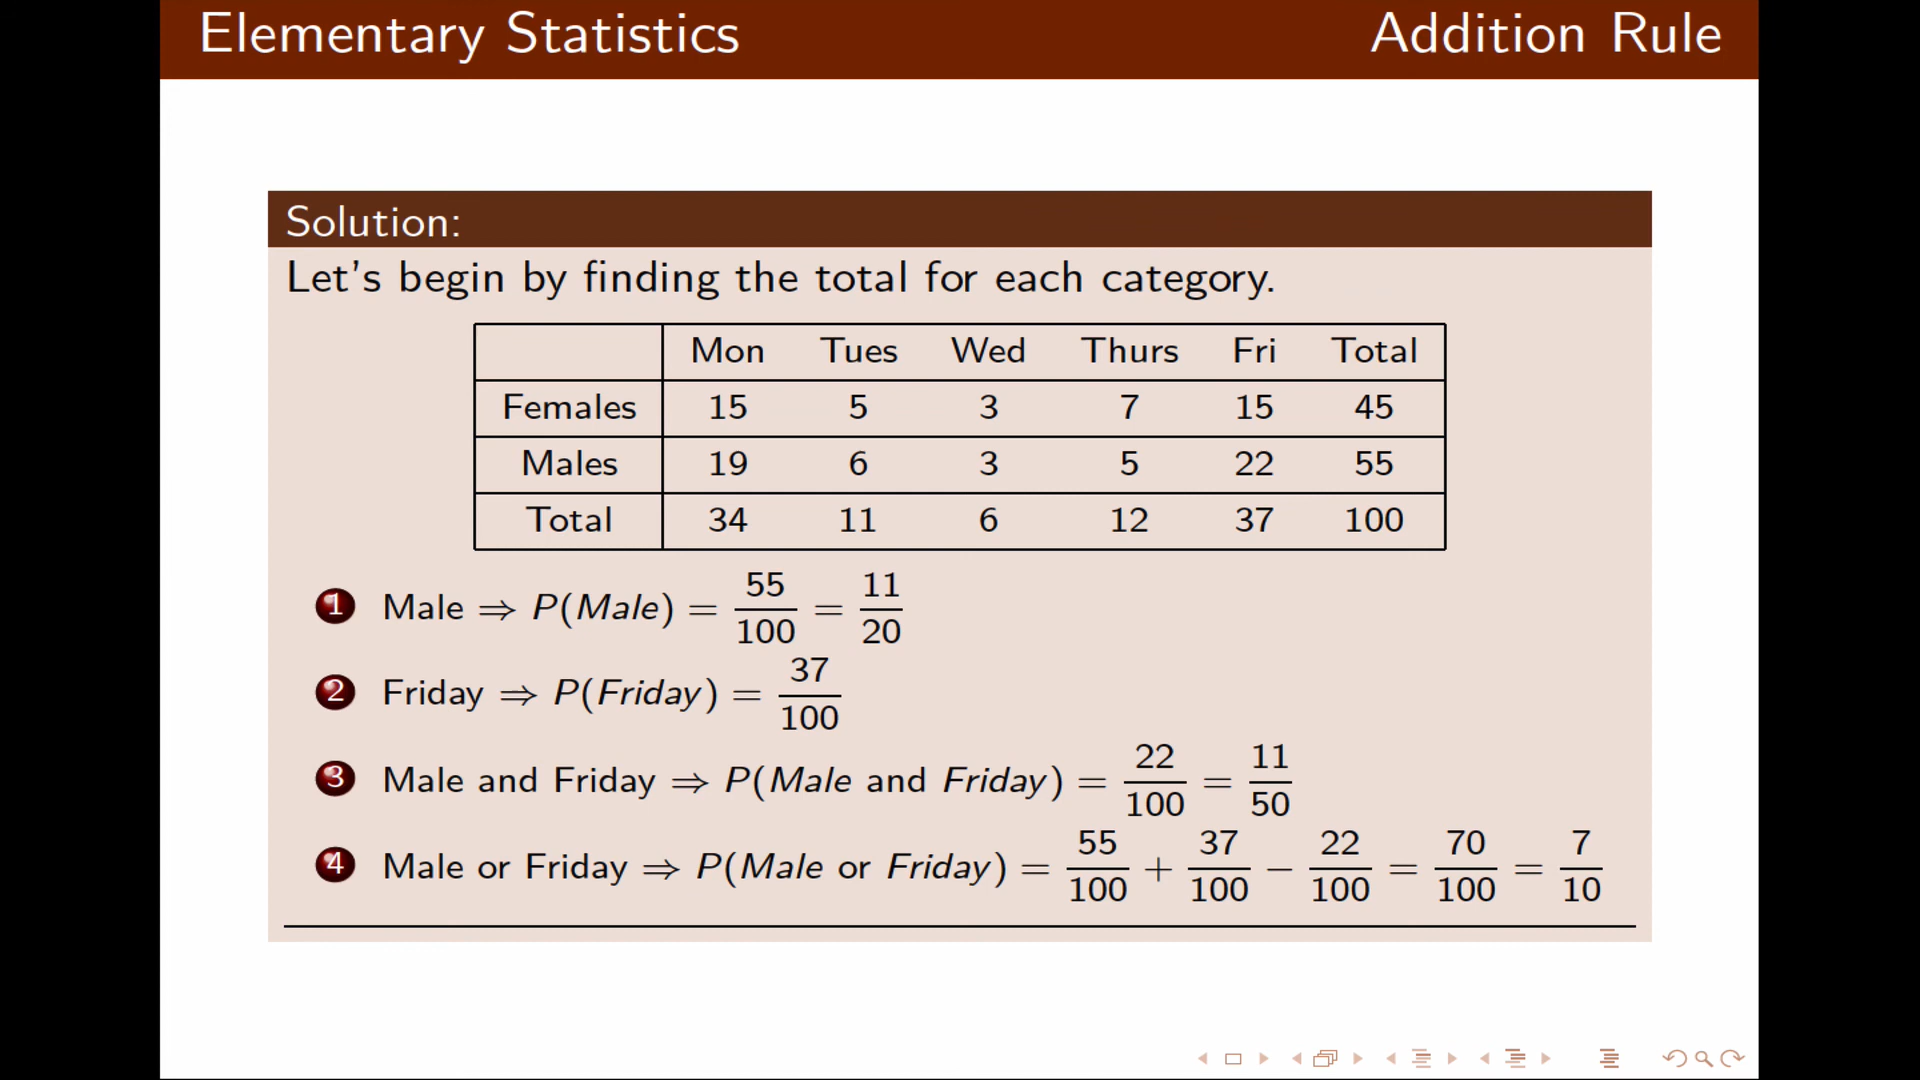 Elementary Statistics Addition Rule
Solution:
Let's begin by finding the total for each category.
Mon Tues Wed Thurs Fri Total
Females 15 5 3 7 15 45
Males 19 6 3 5 22 55
Total 34 11 6 12 37 100
1 Male ⇒ P(Male) = 55/100 = 11/20
2 Friday ⇒ P(Friday) = 37/100
3 Male and Friday ⇒ P(Male and Friday) = 22/100 = 11/50
4 Male or Friday ⇒ P(Male or Friday) = 55/100 + 37/100 − 22/100 = 70/100 = 7/10